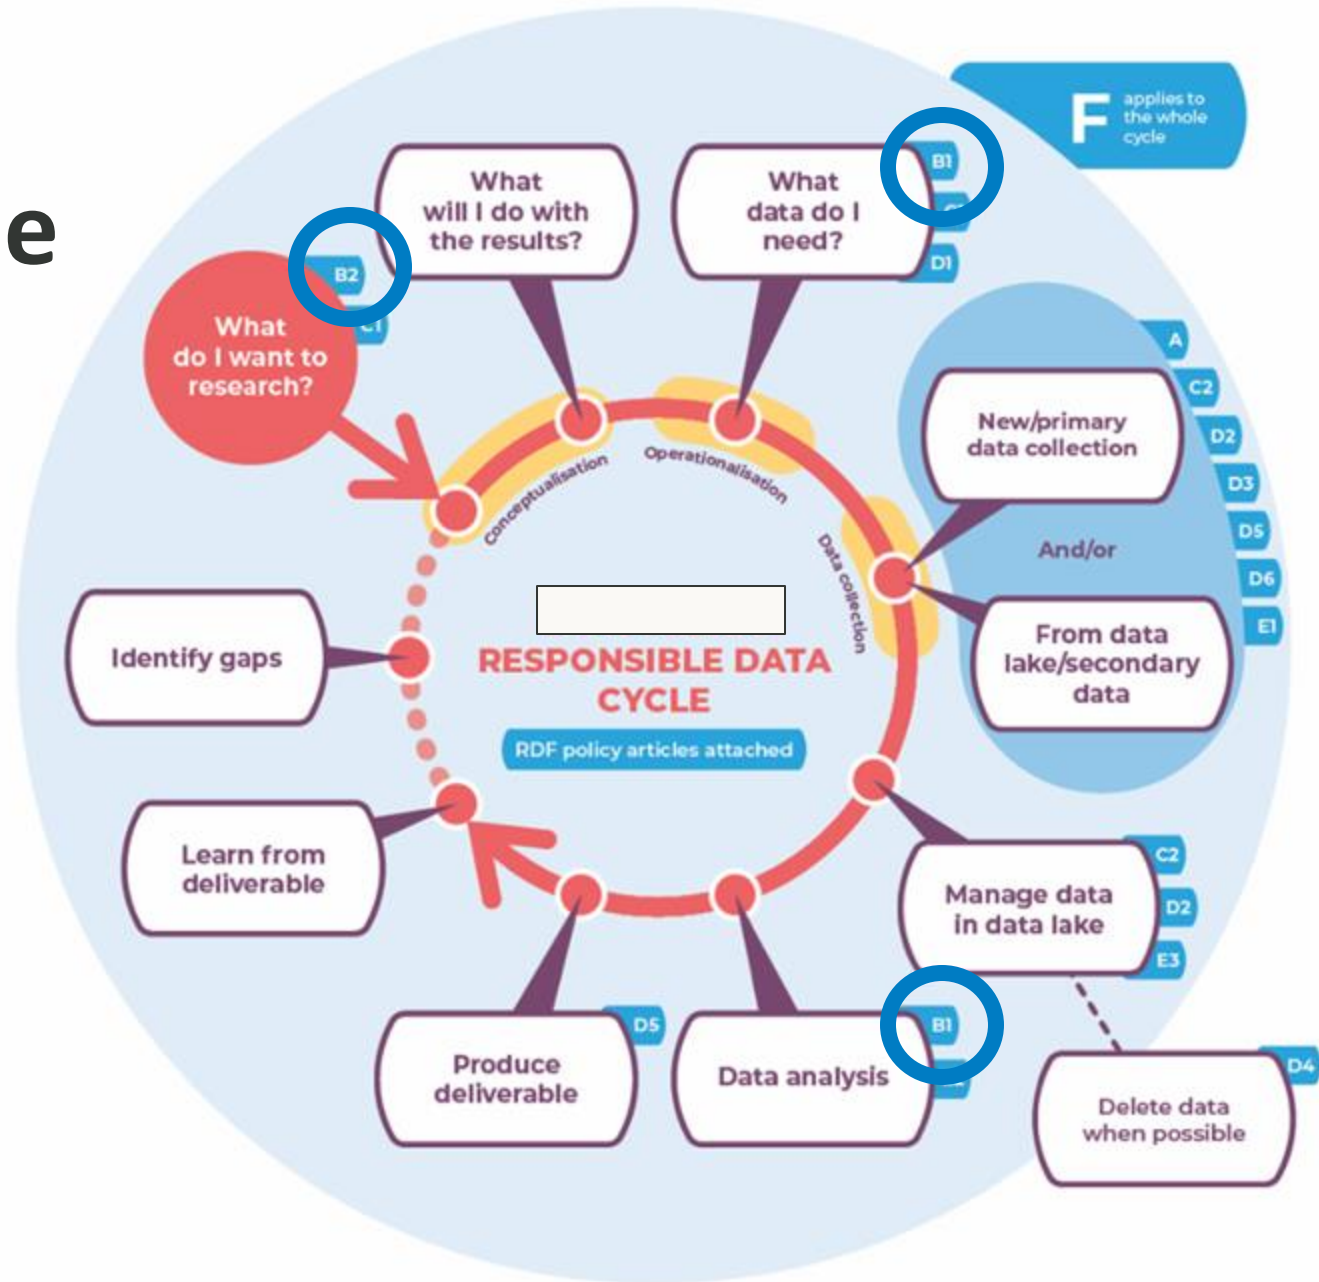 e
F
applies to
the whole
cycle
What
will I do with
the results?
What
data do I
need?
B1
D1
B2
C1
What
do I want to
research?
A
C2
D2
D3
D5
D6
E1
New/primary
data collection
And/or
From data
lake/secondary
data
Conceptualisation
Operationalisation
Data collection
RESPONSIBLE DATA
CYCLE
RDF policy articles attached
Identify gaps
Learn from
deliverable
Manage data
in data lake
C2
D2
E3
Produce
deliverable
D5
Data analysis
B1
Delete data
when possible
D4